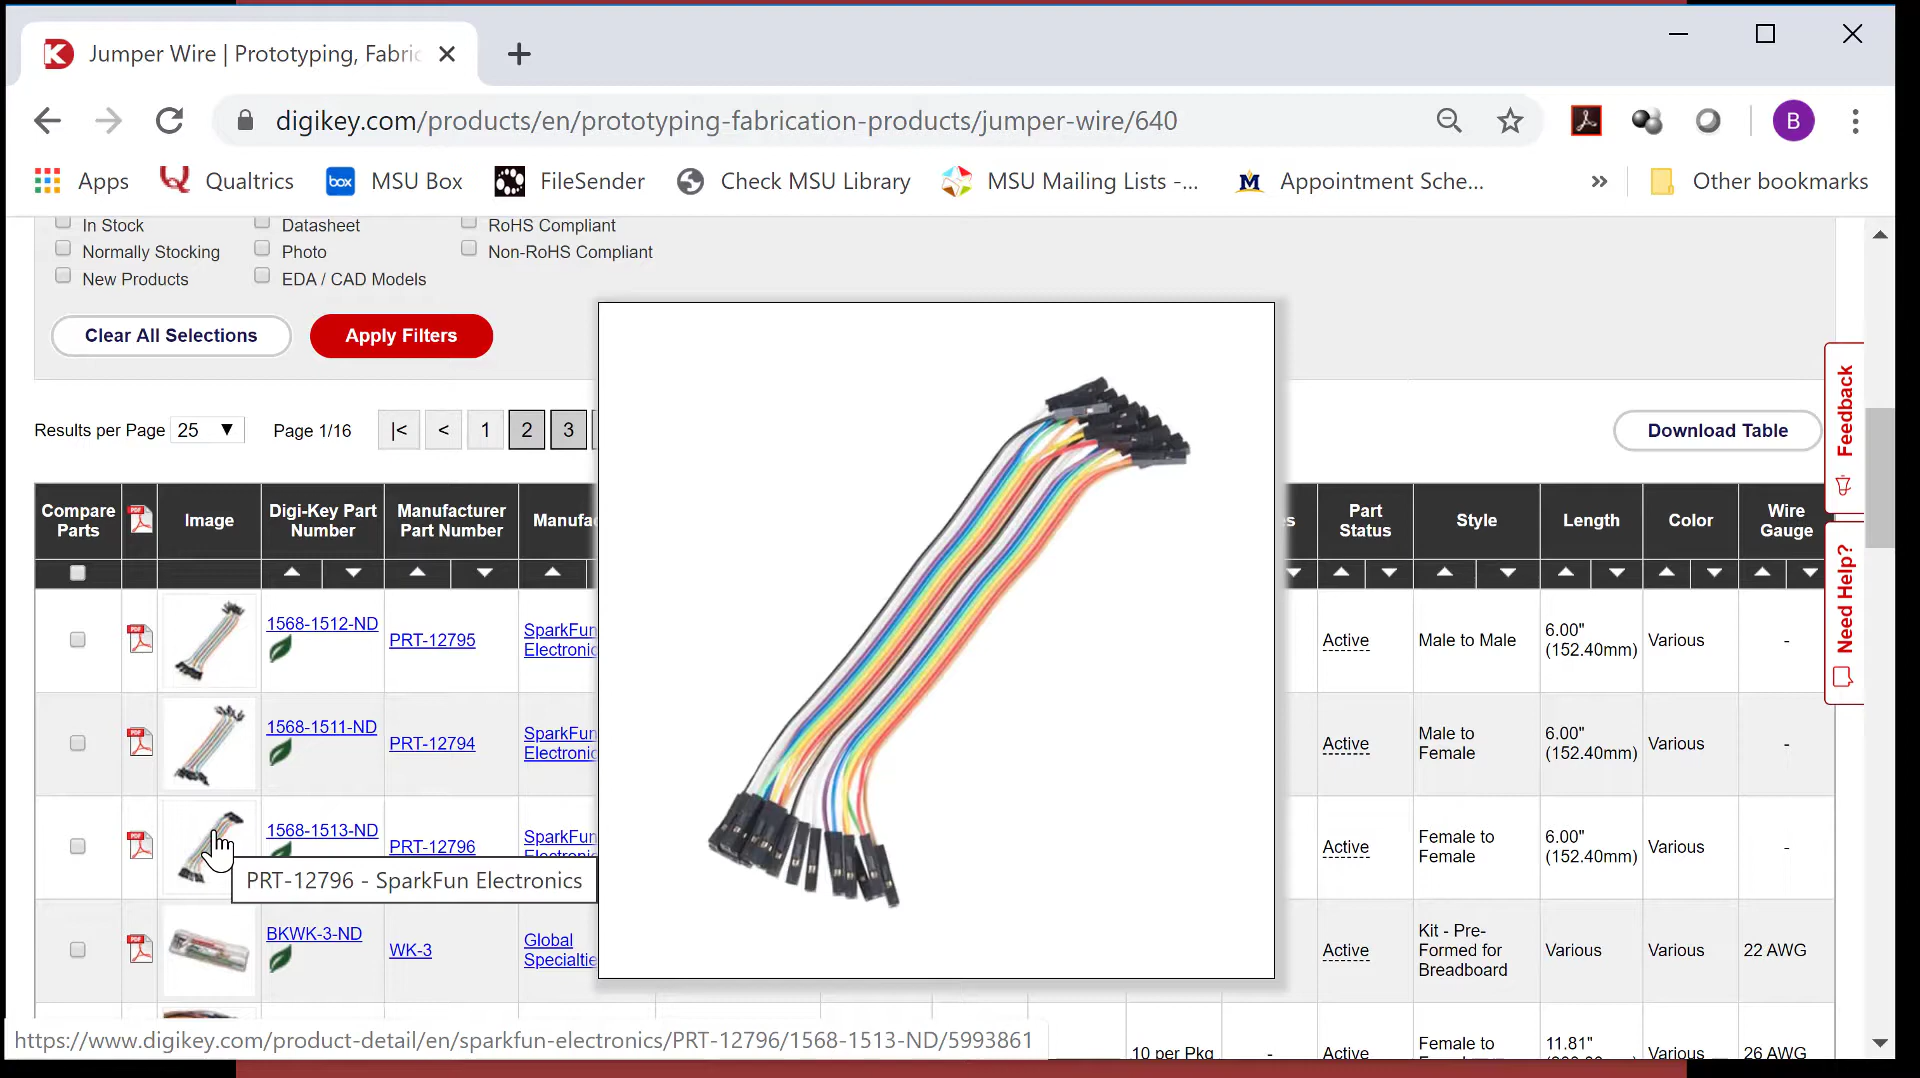 Jumper Wire | Prototyping, Fabric
digikey.com/products/en/prototyping-fabrication-products/jumper-wire/640
B
Apps
Qualtrics
box
MSU Box
FileSender
Check MSU Library
MSU Mailing Lists -...
M
Appointment Sche...
»
Other bookmarks
In Stock
Datasheet
RoHS Compliant
Normally Stocking
Photo
Non-RoHS Compliant
New Products
EDA / CAD Models
Clear All Selections
Apply Filters
Feedback
Need Help?
Results per Page 25
Page 1/16
|< < 1 2 3
Download Table
Compare Parts
PDF
Image
Digi-Key Part Number
Manufacturer Part Number
Manufa
s
Part Status
Style
Length
Color
Wire Gauge
PDF
1568-1512-ND
PRT-12795
SparkFun
Electronic
Active
Male to Male
6.00"
(152.40mm)
Various
-
PDF
1568-1511-ND
PRT-12794
SparkFun
Electronic
Active
Male to
Female
6.00"
(152.40mm)
Various
-
PDF
1568-1513-ND
PRT-12796
SparkFun
Electronic
Active
Female to
Female
6.00"
(152.40mm)
Various
-
PRT-12796 - SparkFun Electronics
PDF
BKWK-3-ND
WK-3
Global
Specialtie
Active
Kit - Pre-
Formed for
Breadboard
Various
Various
22 AWG
10 per Pkg
-
Active
Female to
11.81"
Various
26 AWG
https://www.digikey.com/product-detail/en/sparkfun-electronics/PRT-12796/1568-1513-ND/5993861